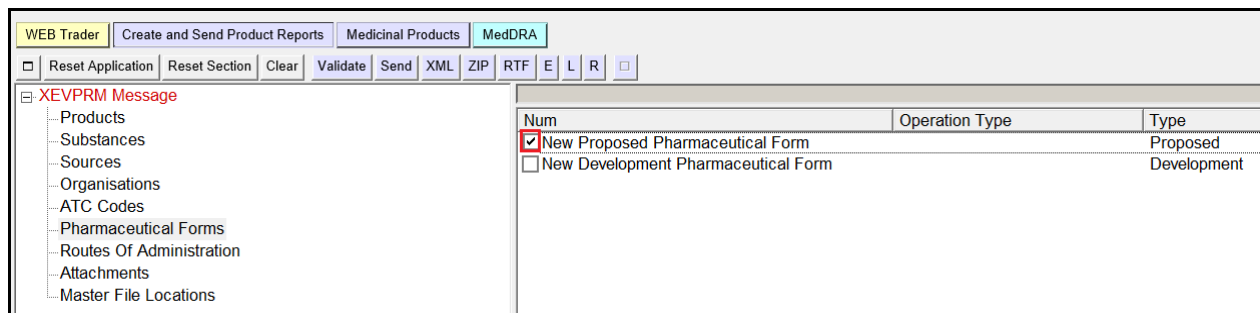 WEB Trader Create and Send Product Reports Medicinal Products MedDRA
Reset Application Reset Section Clear Validate Send XML ZIP RTF E L R
XEVPRM Message
Products
Substances
Sources
Organisations
ATC Codes
Pharmaceutical Forms
Routes Of Administration
Attachments
Master File Locations
Num Operation Type Type
New Proposed Pharmaceutical Form Proposed
New Development Pharmaceutical Form Development